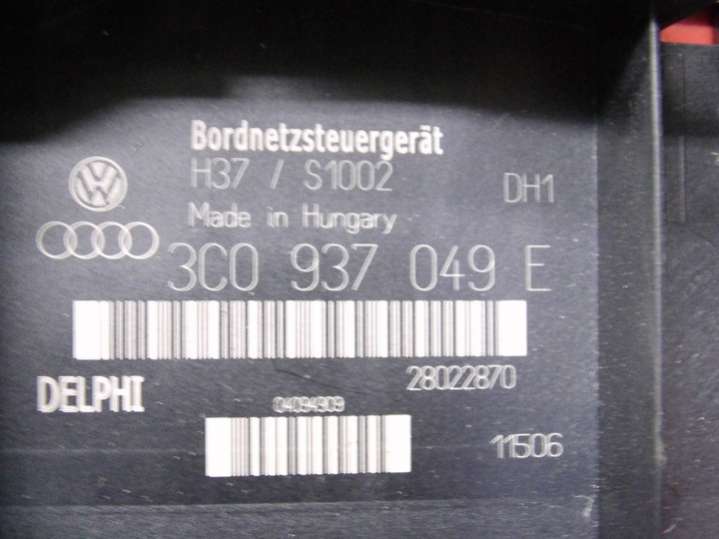 Bordnetzsteuergerät
H37 / S1002
DH1
Made in Hungary
3C0 937 049 E
28022870
DELPHI
04094909
11506